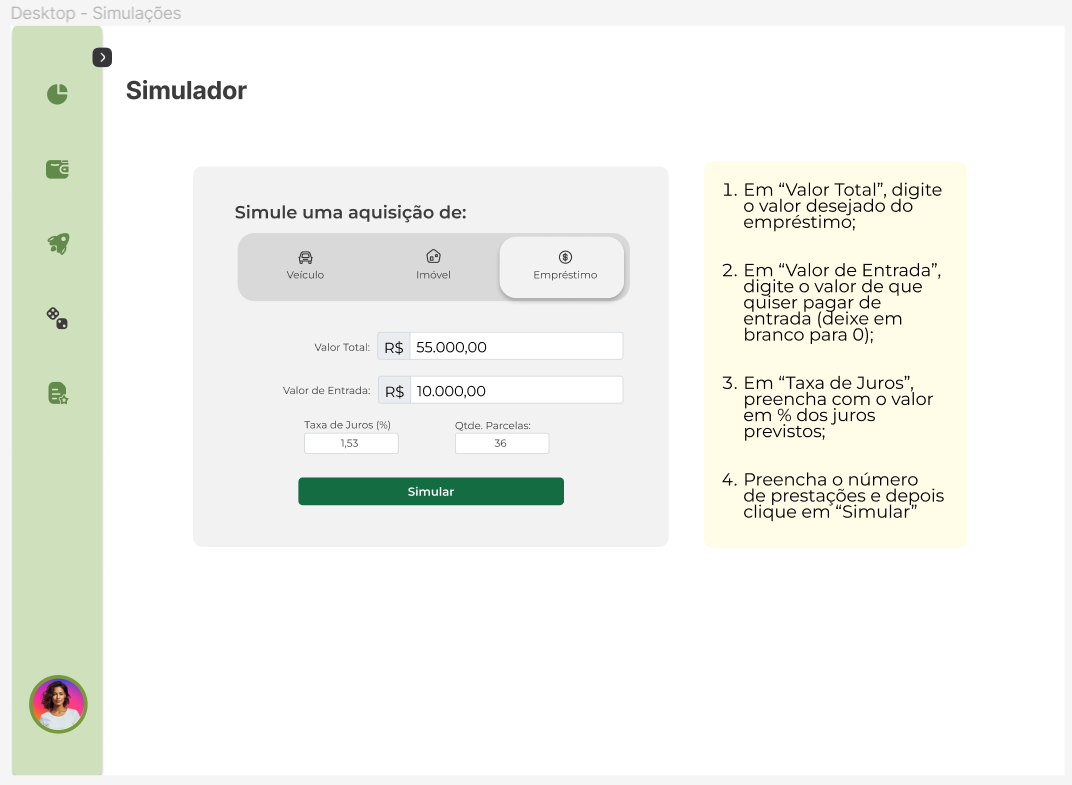 Desktop - Simulações
Simulador
Simule uma aquisição de:
Veículo
Imóvel
Empréstimo
Valor Total:
R$
55.000,00
Valor de Entrada:
R$
10.000,00
Taxa de Juros (%)
Qtde. Parcelas:
1,53
36
Simular
1. Em “Valor Total”, digite
o valor desejado do
empréstimo;
2. Em “Valor de Entrada”,
digite o valor de que
quiser pagar de
entrada (deixe em
branco para 0);
3. Em “Taxa de Juros”,
preencha com o valor
em % dos juros
previstos;
4. Preencha o número
de prestações e depois
clique em “Simular”